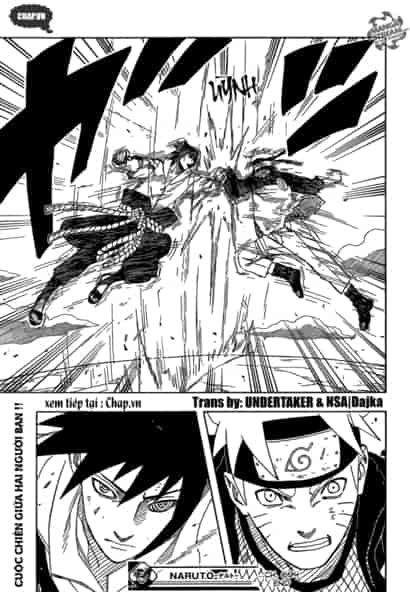 CHAP.VN
UỲNH
xem tiếp tại : Chap.vn
Trans by: UNDERTAKER & NSA|Dajka
CUỘC CHIẾN GIỮA HAI NGƯỜI BẠN !!
NARUTO